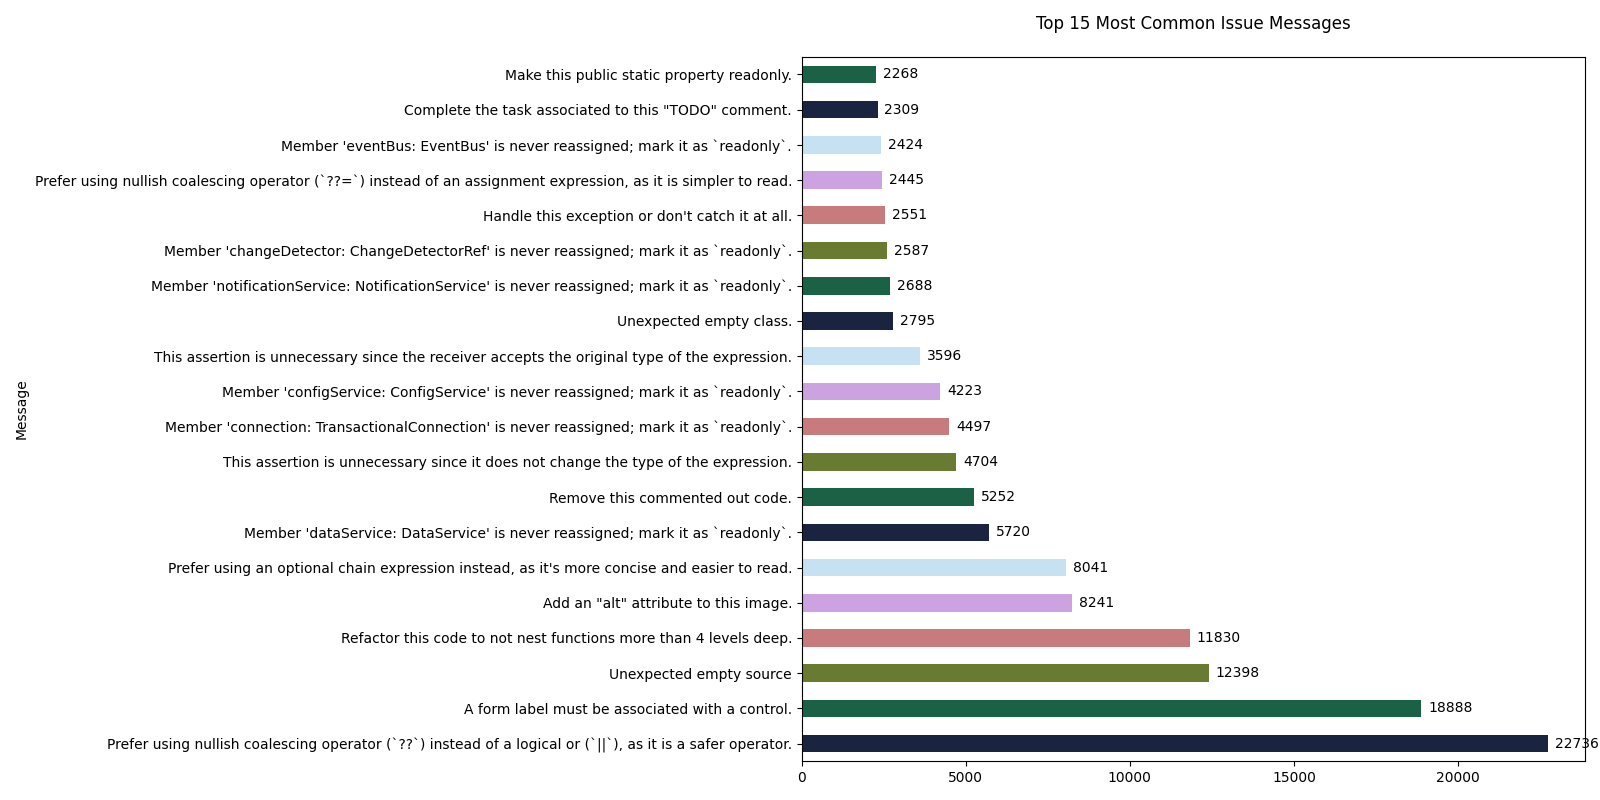 Top 15 Most Common Issue Messages
Make this public static property readonly. 2268
Complete the task associated to this "TODO" comment. 2309
Member 'eventBus: EventBus' is never reassigned; mark it as `readonly`. 2424
Prefer using nullish coalescing operator (`??=`) instead of an assignment expression, as it is simpler to read. 2445
Handle this exception or don't catch it at all. 2551
Member 'changeDetector: ChangeDetectorRef' is never reassigned; mark it as `readonly`. 2587
Member 'notificationService: NotificationService' is never reassigned; mark it as `readonly`. 2688
Unexpected empty class. 2795
This assertion is unnecessary since the receiver accepts the original type of the expression. 3596
Member 'configService: ConfigService' is never reassigned; mark it as `readonly`. 4223
Message
Member 'connection: TransactionalConnection' is never reassigned; mark it as `readonly`. 4497
This assertion is unnecessary since it does not change the type of the expression. 4704
Remove this commented out code. 5252
Member 'dataService: DataService' is never reassigned; mark it as `readonly`. 5720
Prefer using an optional chain expression instead, as it's more concise and easier to read. 8041
Add an "alt" attribute to this image. 8241
Refactor this code to not nest functions more than 4 levels deep. 11830
Unexpected empty source 12398
A form label must be associated with a control. 18888
Prefer using nullish coalescing operator (`??`) instead of a logical or (`||`), as it is a safer operator. 22736
0 5000 10000 15000 20000